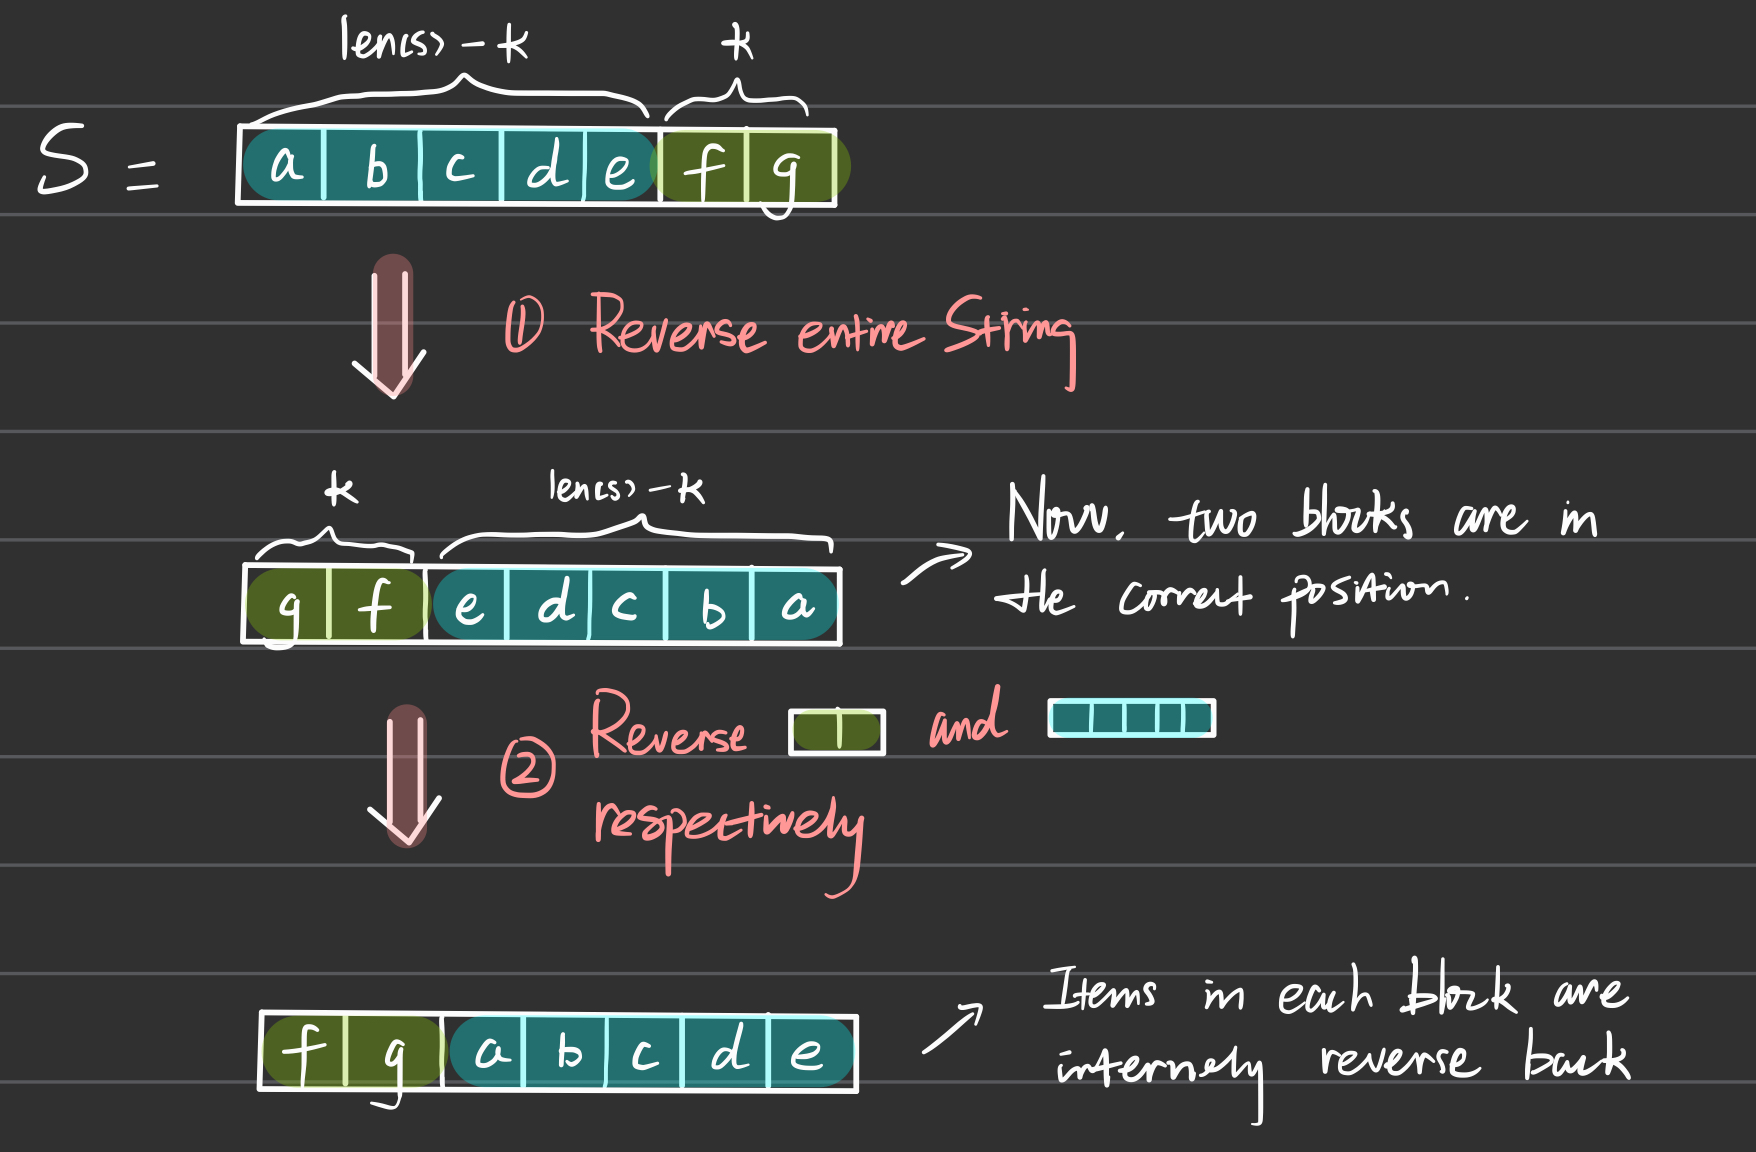 len(s) - k k
S = a b c d e f g
① Reverse entire String
k len(s) - k
Now. two blocks are in
the correct position.
g f e d c b a
② Reverse and
respectively
Items in each block are
internely reverse back
f g a b c d e